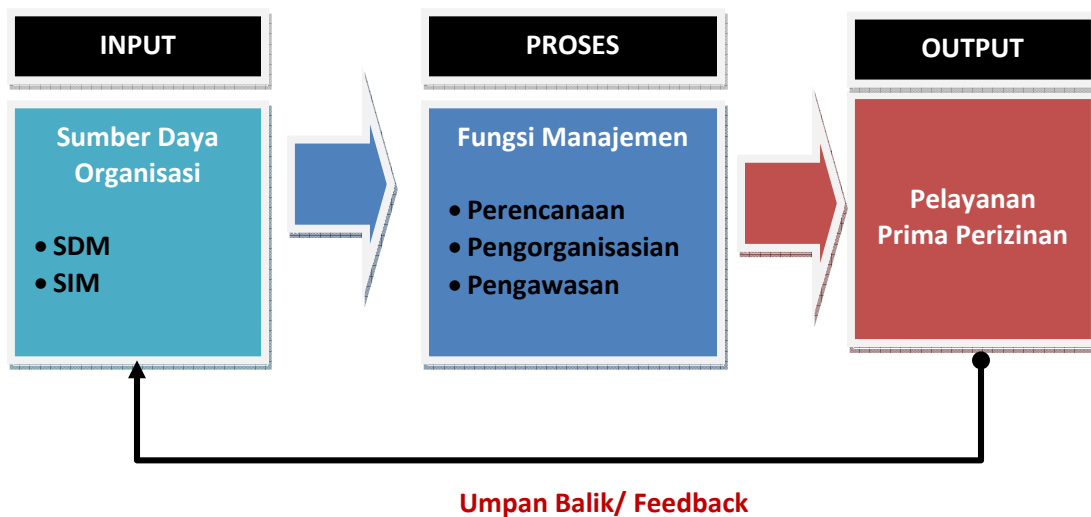 INPUT
Sumber Daya
Organisasi
• SDM
• SIM
PROSES
Fungsi Manajemen
• Perencanaan
• Pengorganisasian
• Pengawasan
OUTPUT
Pelayanan
Prima Perizinan
Umpan Balik/ Feedback